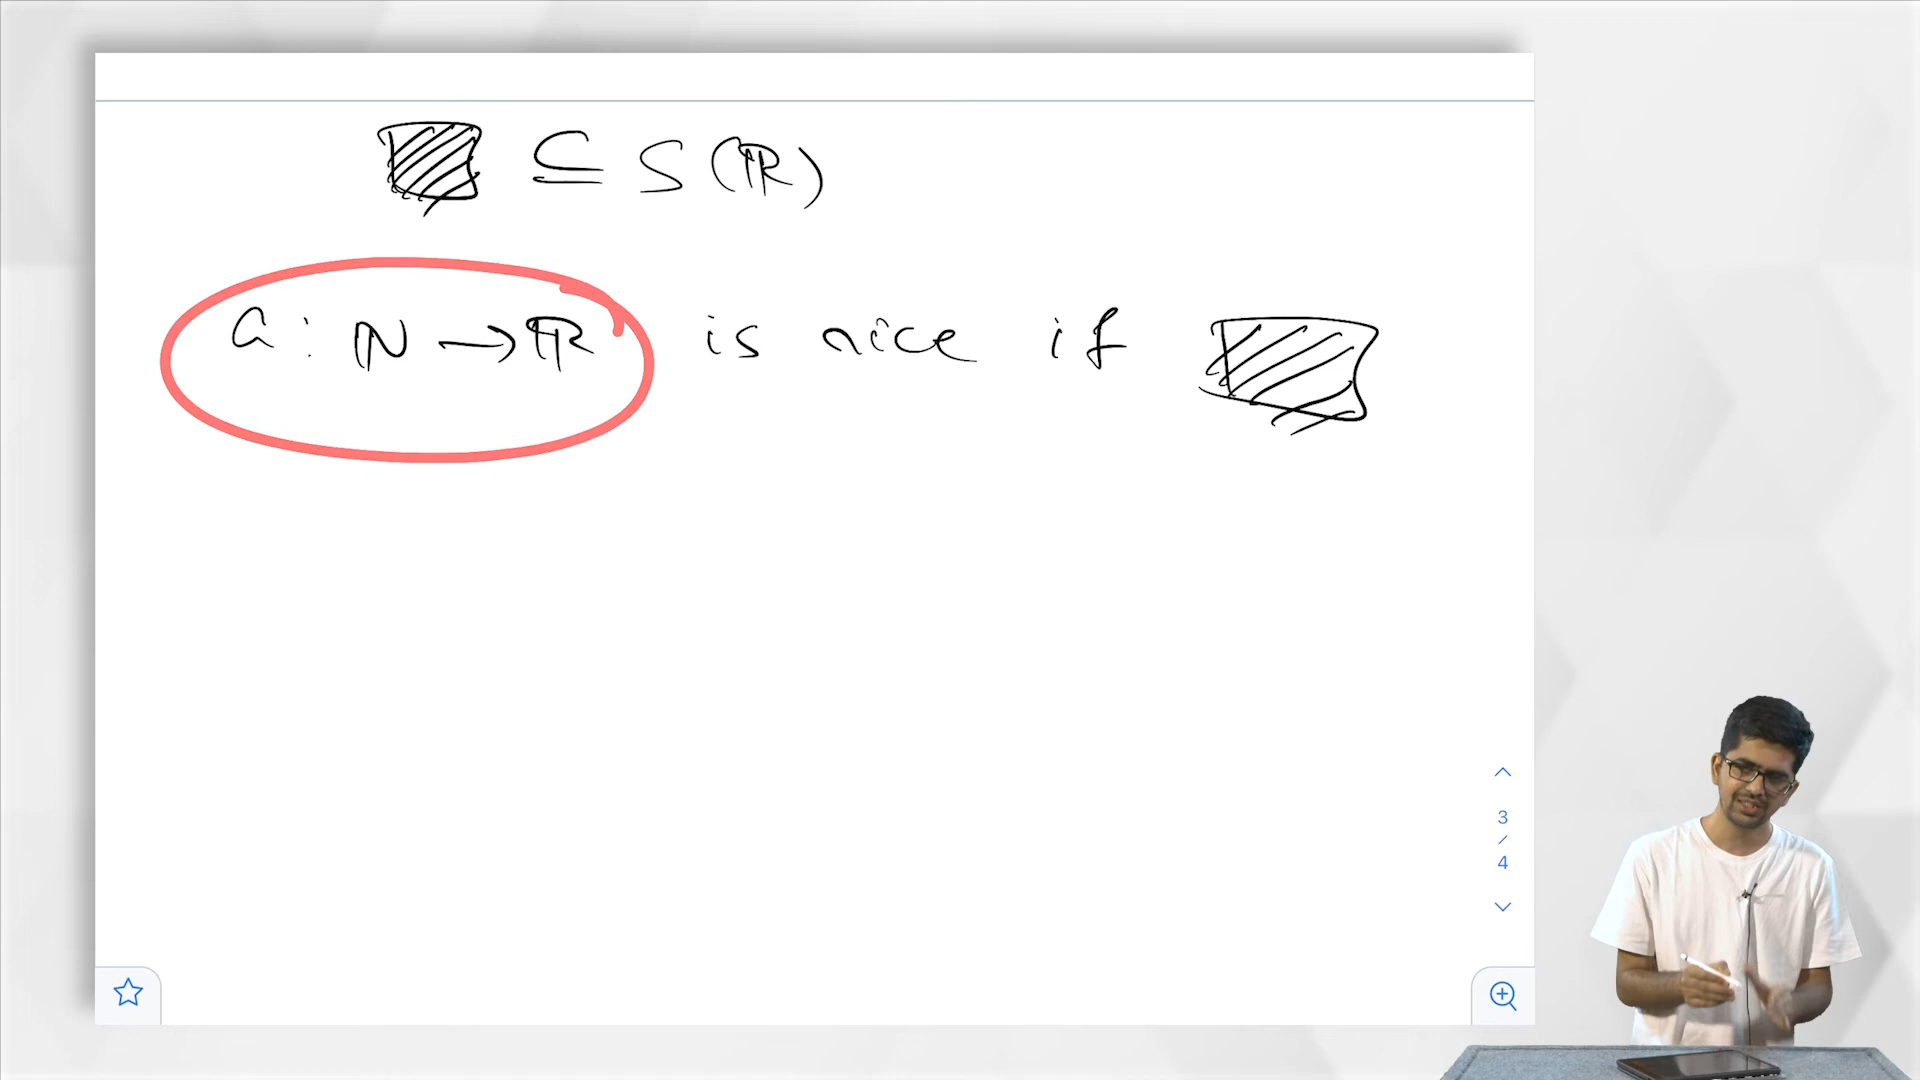 ⊆ S (ℝ)
a : ℕ → ℝ is nice if
3
/
4